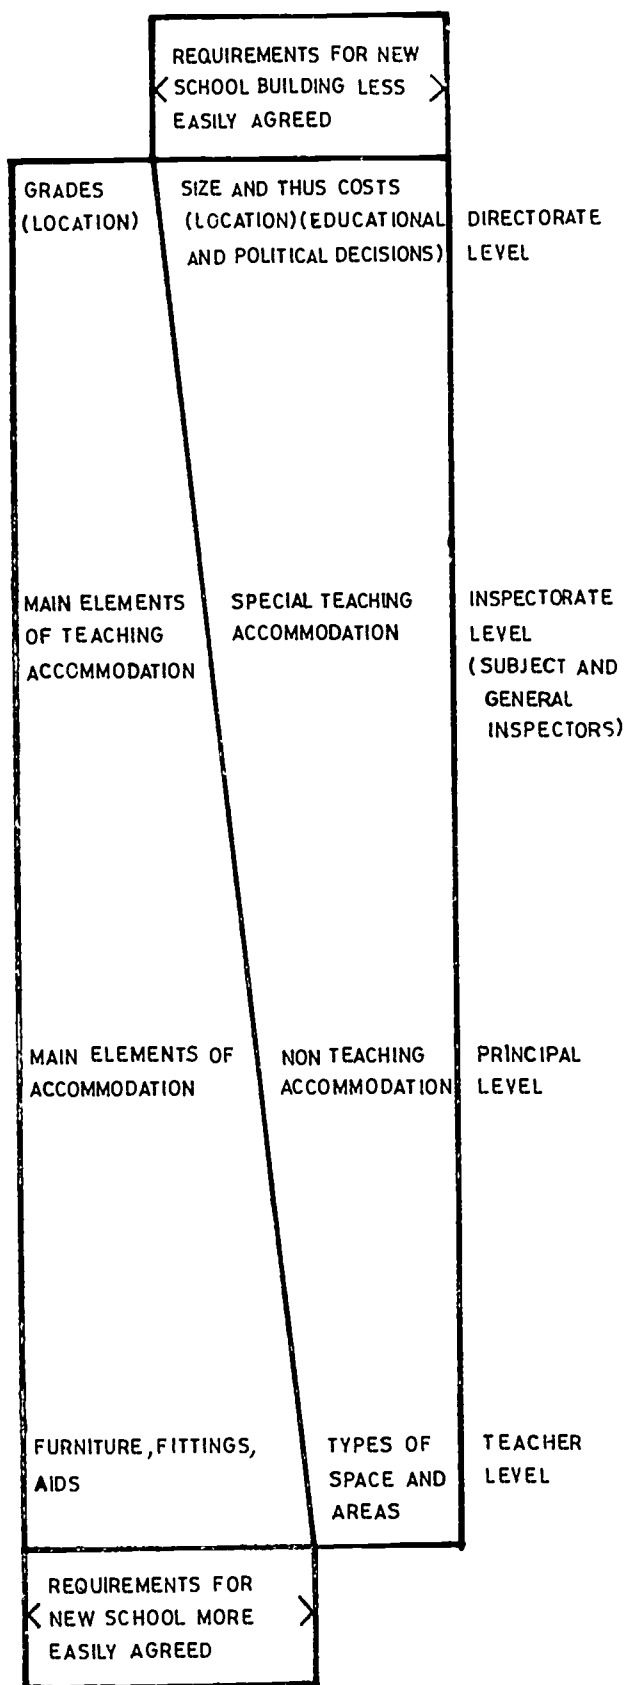 REQUIREMENTS FOR NEW
SCHOOL BUILDING LESS
EASILY AGREED
GRADES
(LOCATION)
SIZE AND THUS COSTS
(LOCATION)(EDUCATIONAL
AND POLITICAL DECISIONS)
DIRECTORATE
LEVEL
MAIN ELEMENTS
OF TEACHING
ACCOMMODATION
SPECIAL TEACHING
ACCOMMODATION
INSPECTORATE
LEVEL
(SUBJECT AND
GENERAL
INSPECTORS)
MAIN ELEMENTS OF
ACCOMMODATION
NON TEACHING
ACCOMMODATION
PRINCIPAL
LEVEL
FURNITURE, FITTINGS,
AIDS
TYPES OF
SPACE AND
AREAS
TEACHER
LEVEL
REQUIREMENTS FOR
NEW SCHOOL MORE
EASILY AGREED